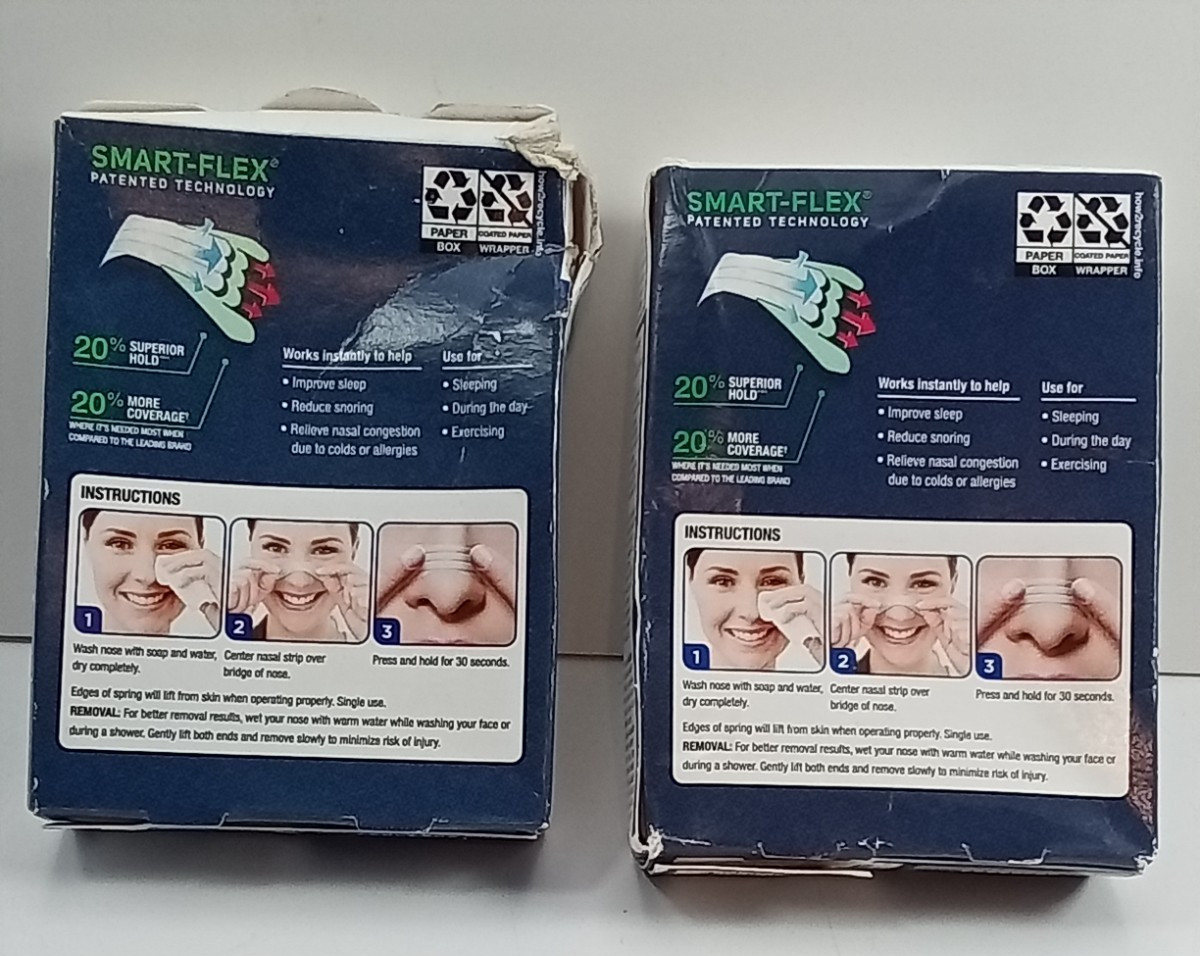 SMART-FLEX®
PATENTED TECHNOLOGY
PAPER
BOX
COATED PAPER
WRAPPER
how2recycle.info
20% SUPERIOR
HOLD
20% MORE
COVERAGE†
WHERE IT'S NEEDED MOST WHEN
COMPARED TO THE LEADING BRAND
Works instantly to help
• Improve sleep
• Reduce snoring
• Relieve nasal congestion
due to colds or allergies
Use for
• Sleeping
• During the day
• Exercising
INSTRUCTIONS
1
2
3
Wash nose with soap and water,
dry completely.
Center nasal strip over
bridge of nose.
Press and hold for 30 seconds.
Edges of spring will lift from skin when operating properly. Single use.
REMOVAL: For better removal results, wet your nose with warm water while washing your face or
during a shower. Gently lift both ends and remove slowly to minimize risk of injury.
SMART-FLEX®
PATENTED TECHNOLOGY
PAPER
BOX
COATED PAPER
WRAPPER
how2recycle.info
20% SUPERIOR
HOLD
20% MORE
COVERAGE†
WHERE IT'S NEEDED MOST WHEN
COMPARED TO THE LEADING BRAND
Works instantly to help
• Improve sleep
• Reduce snoring
• Relieve nasal congestion
due to colds or allergies
Use for
• Sleeping
• During the day
• Exercising
INSTRUCTIONS
1
2
3
Wash nose with soap and water,
dry completely.
Center nasal strip over
bridge of nose.
Press and hold for 30 seconds.
Edges of spring will lift from skin when operating properly. Single use.
REMOVAL: For better removal results, wet your nose with warm water while washing your face or
during a shower. Gently lift both ends and remove slowly to minimize risk of injury.